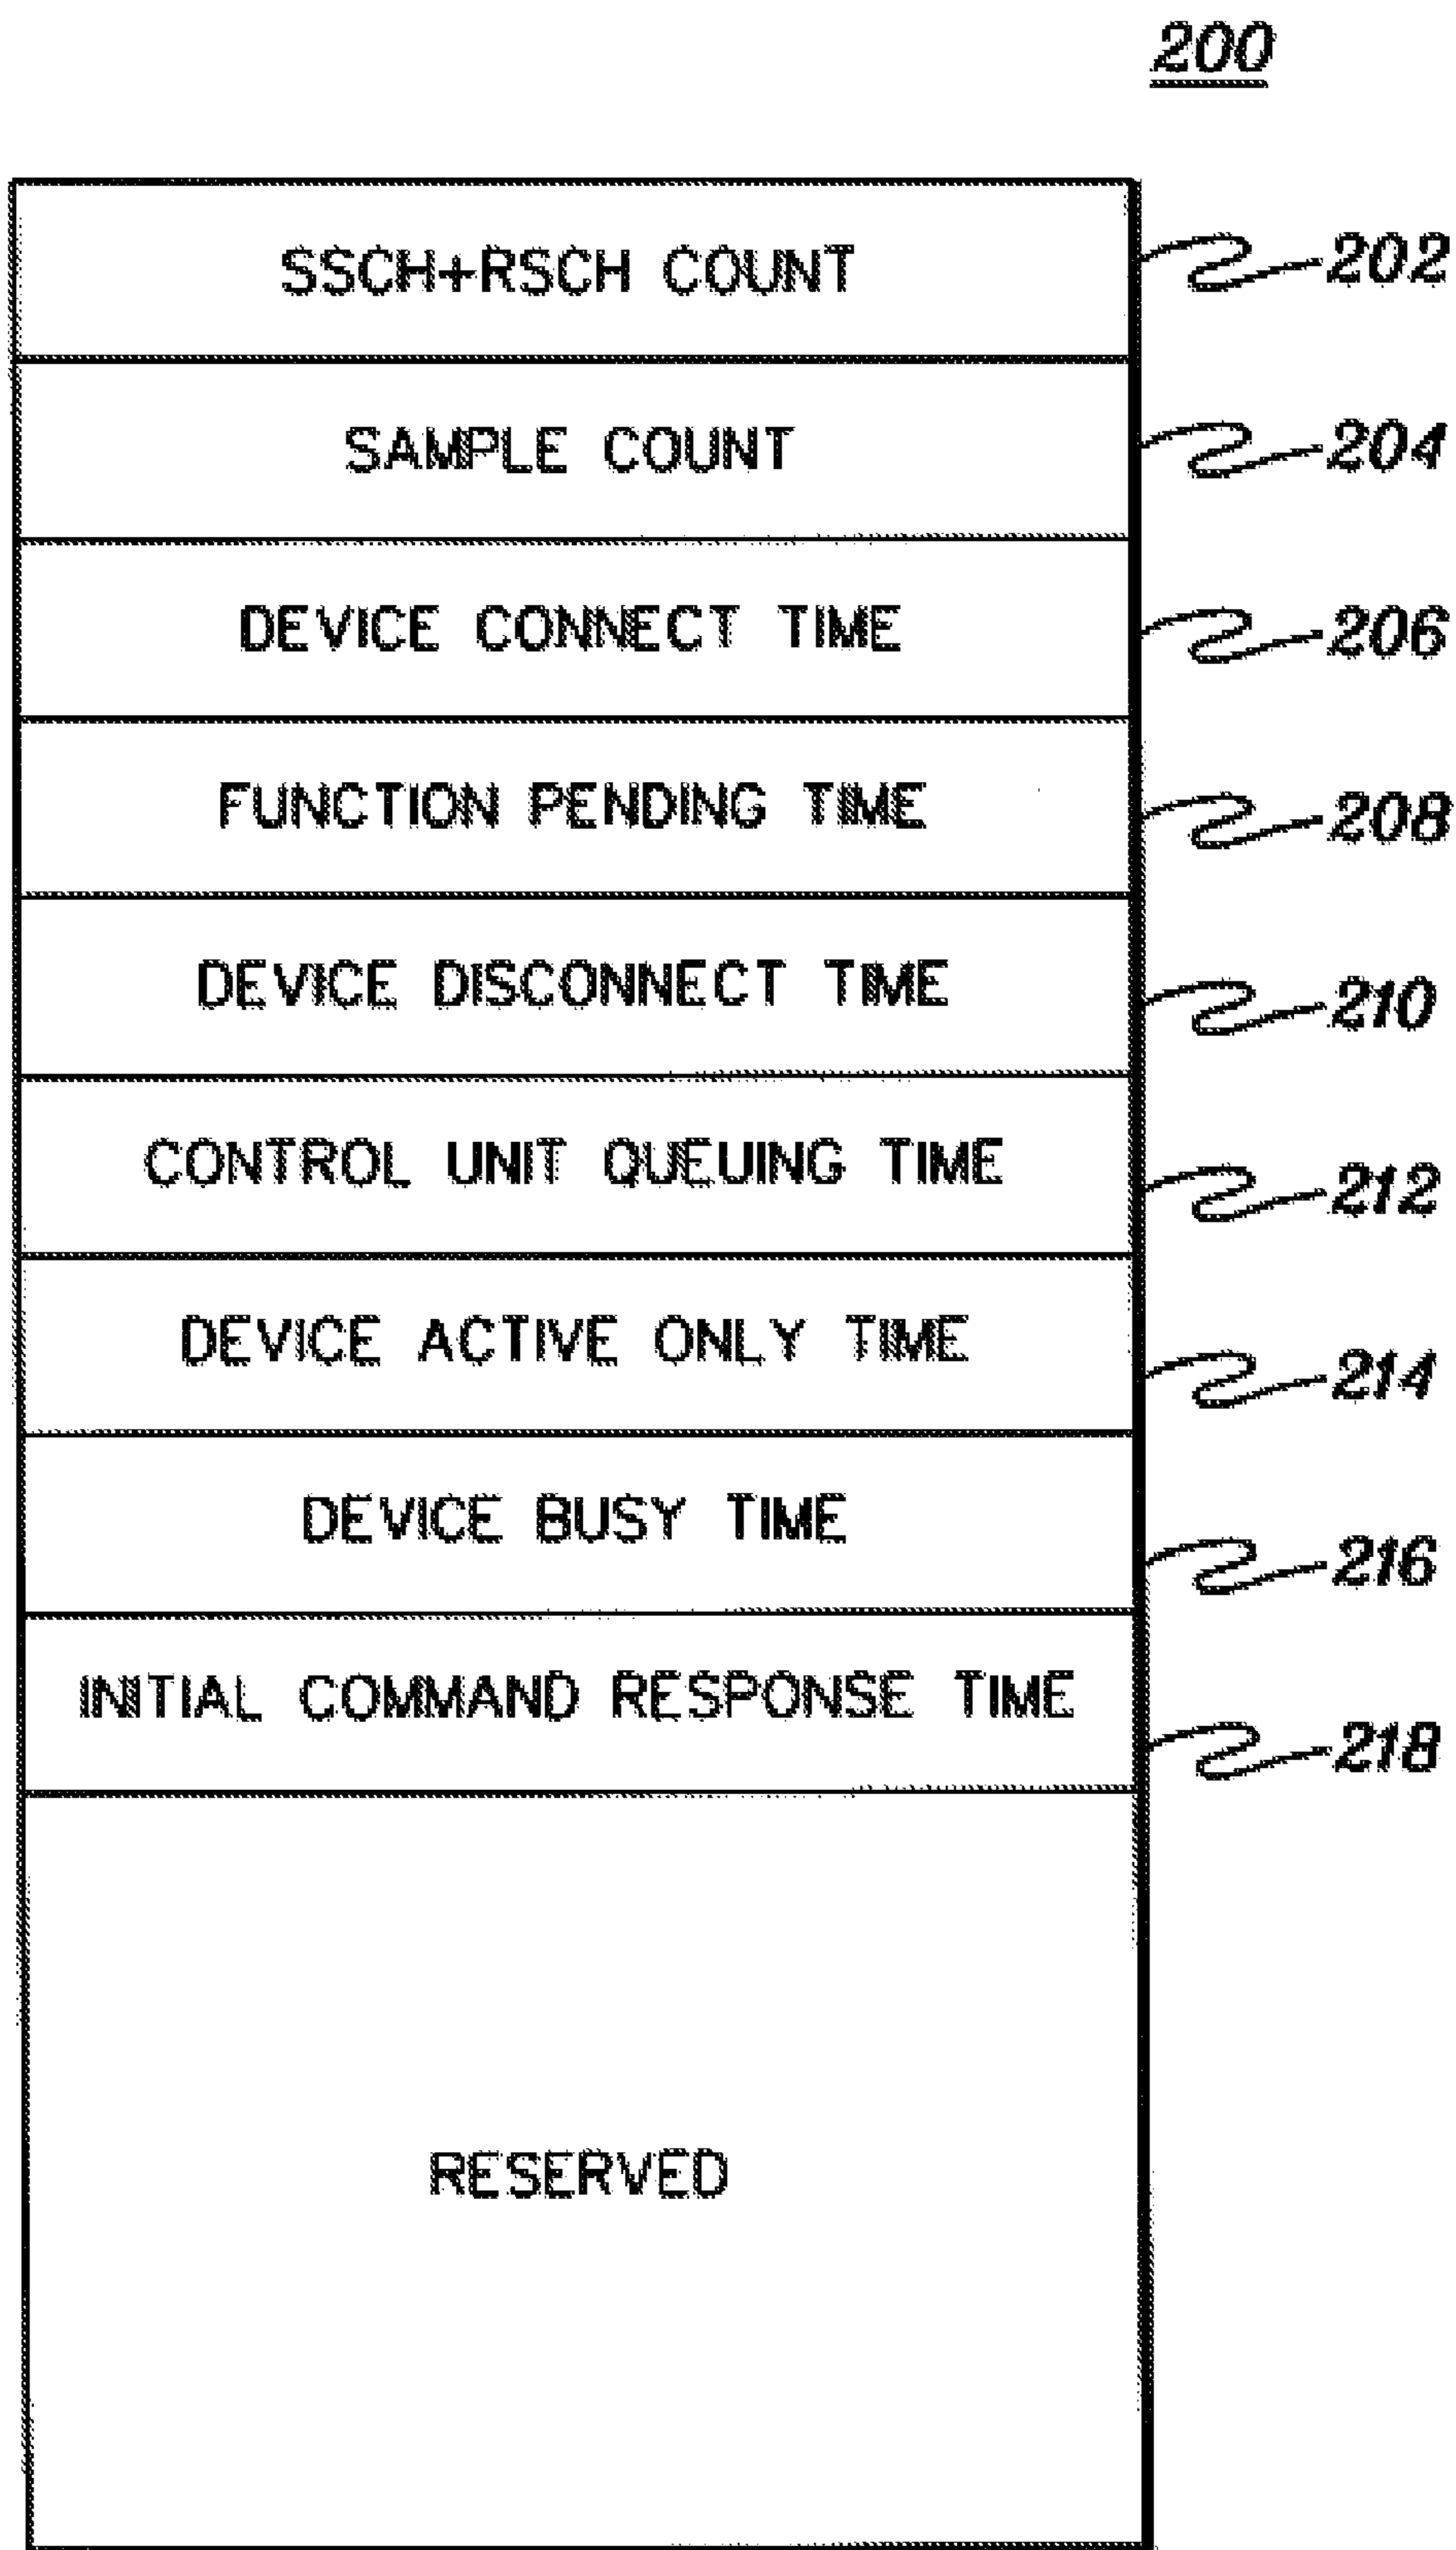 200
SSCH+RSCH COUNT 202
SAMPLE COUNT 204
DEVICE CONNECT TIME 206
FUNCTION PENDING TIME 208
DEVICE DISCONNECT TIME 210
CONTROL UNIT QUEUING TIME 212
DEVICE ACTIVE ONLY TIME 214
DEVICE BUSY TIME 216
INITIAL COMMAND RESPONSE TIME 218
RESERVED